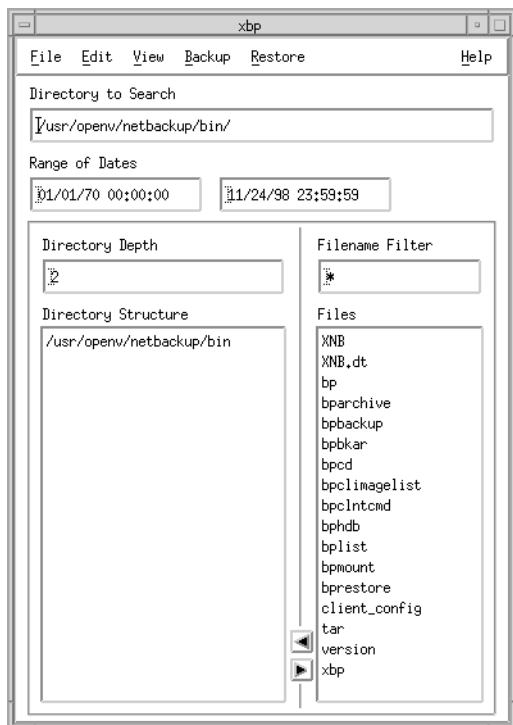 xbp
File Edit View Backup Restore Help
Directory to Search
/usr/openv/netbackup/bin/
Range of Dates
01/01/70 00:00:00 11/24/98 23:59:59
Directory Depth
2
Directory Structure
/usr/openv/netbackup/bin
Filename Filter
*
Files
XNB
XNB.dt
bp
bparchive
bpbackup
bpbkar
bpcd
bpclimagelist
bpclntcmd
bphdb
bplist
bpmount
bprestore
client_config
tar
version
xbp